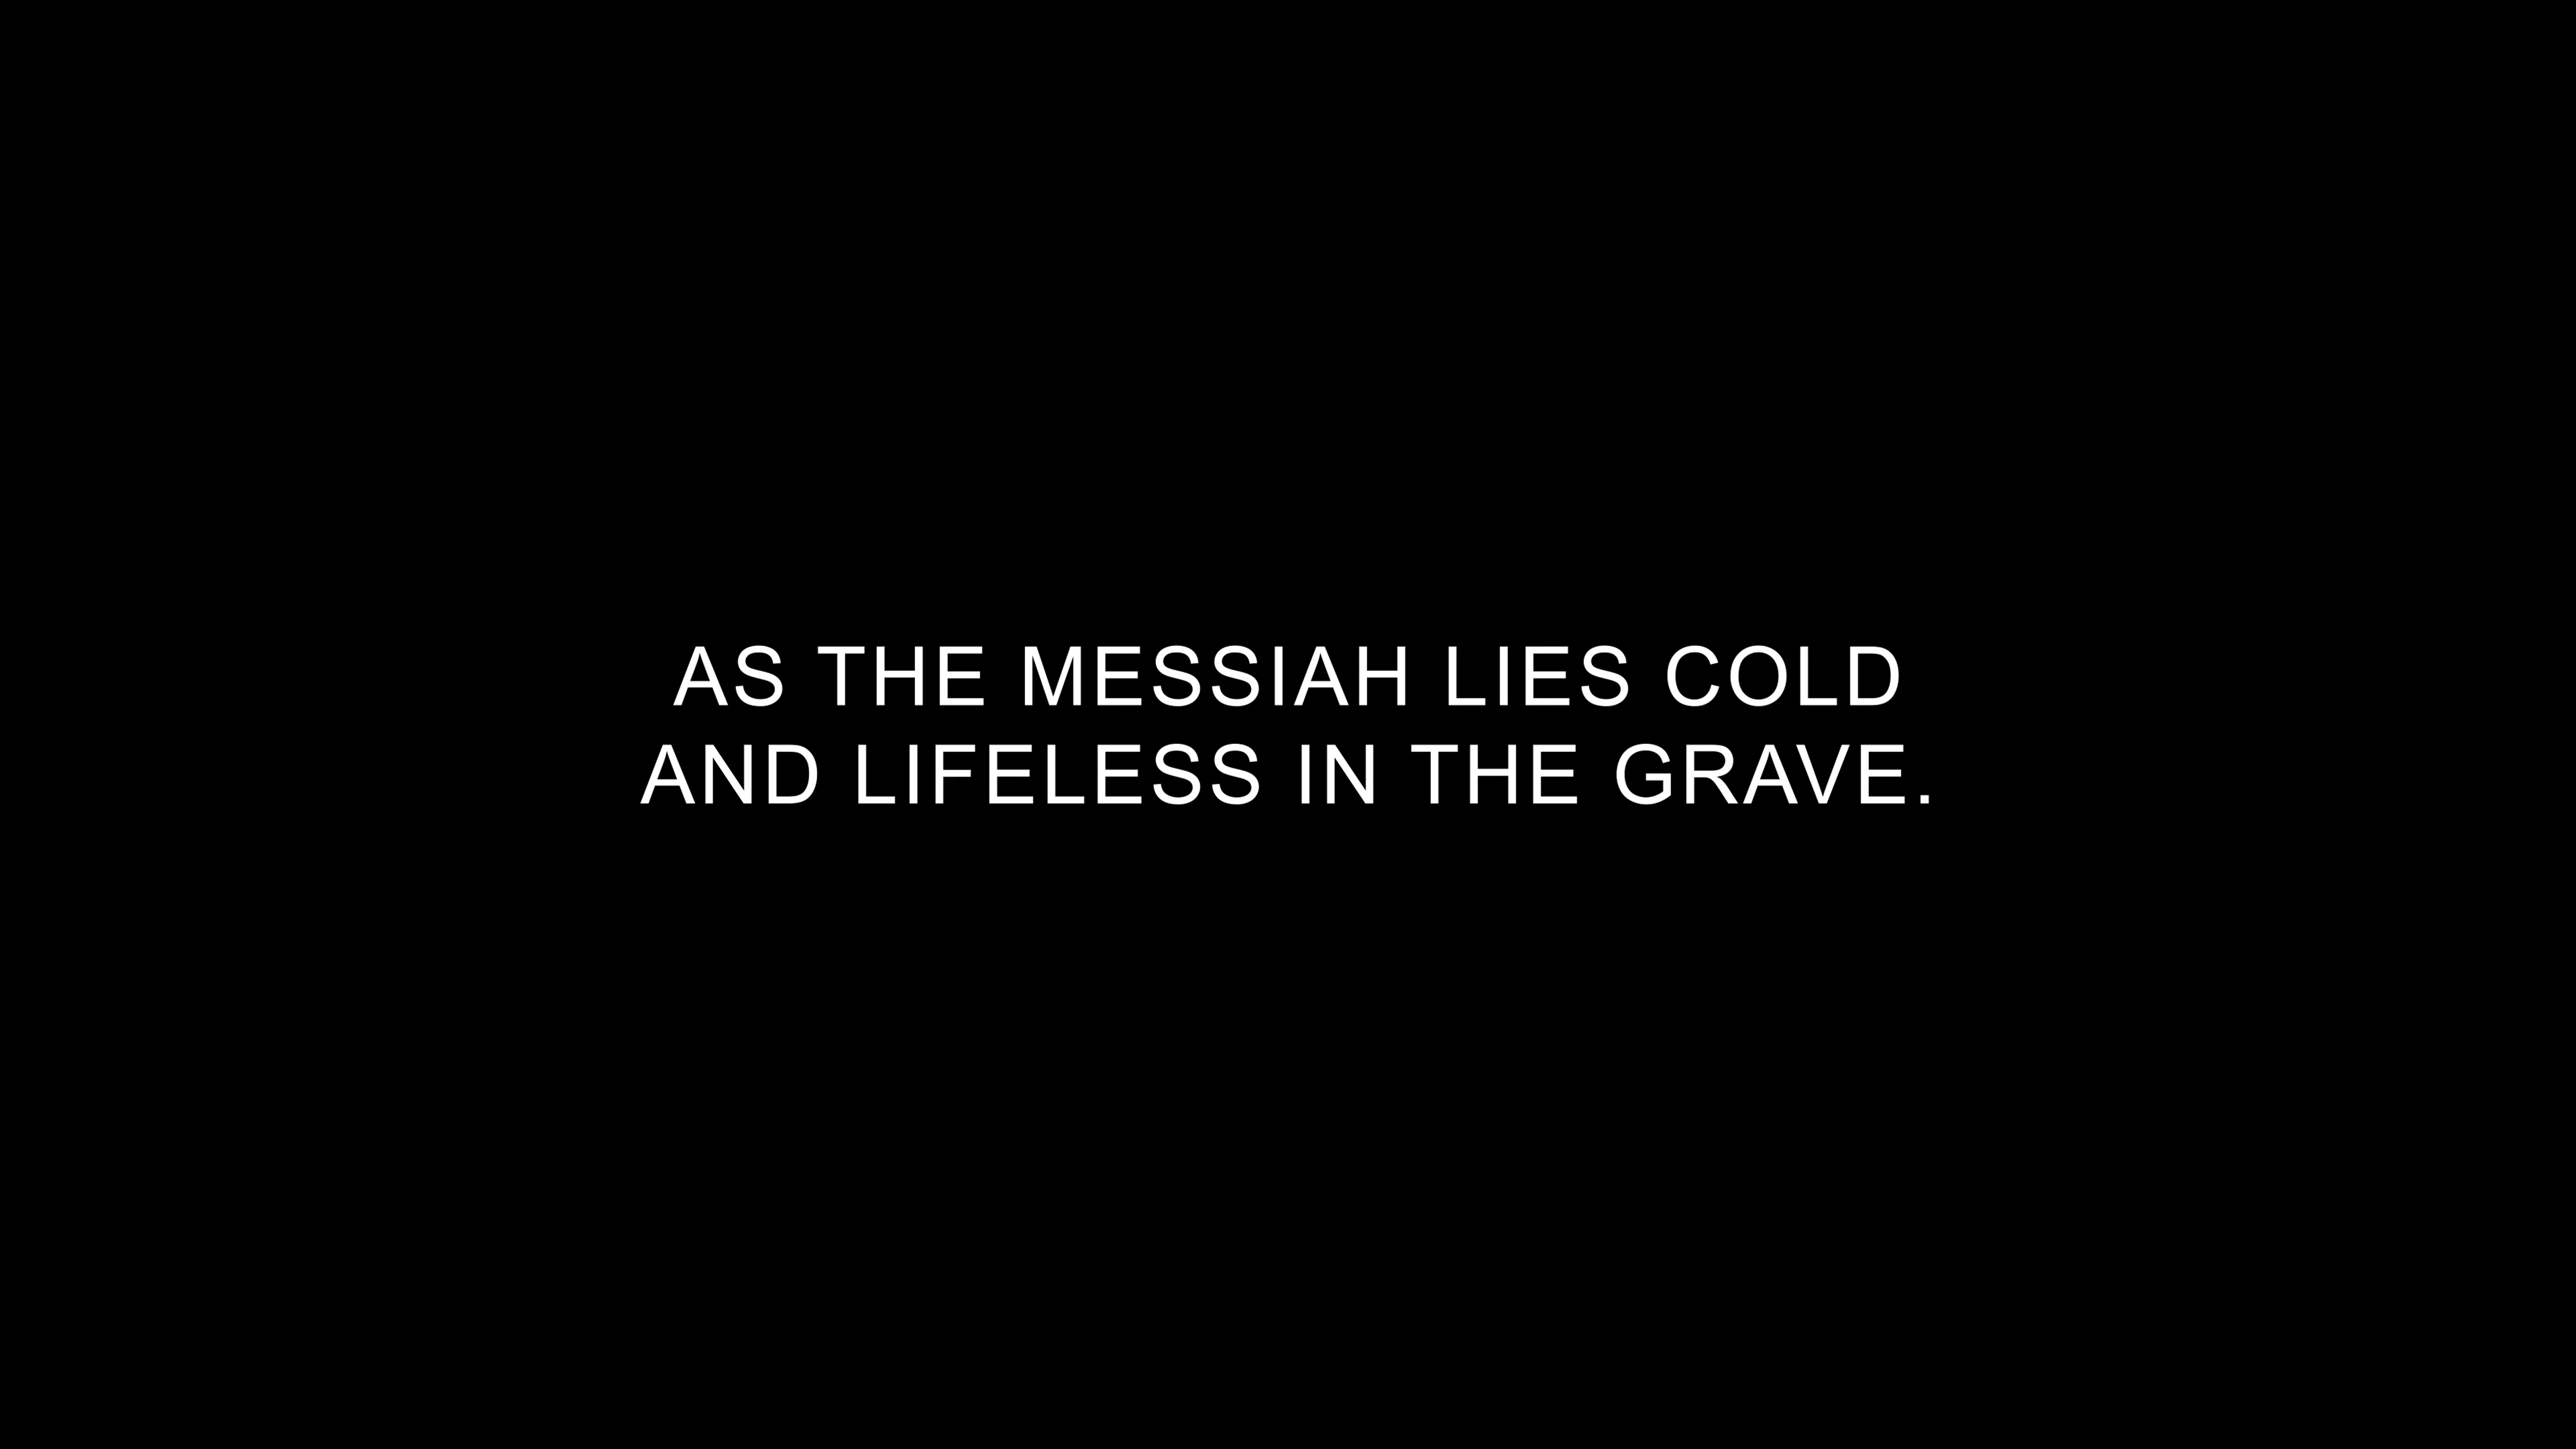 AS THE MESSIAH LIES COLD
AND LIFELESS IN THE GRAVE.